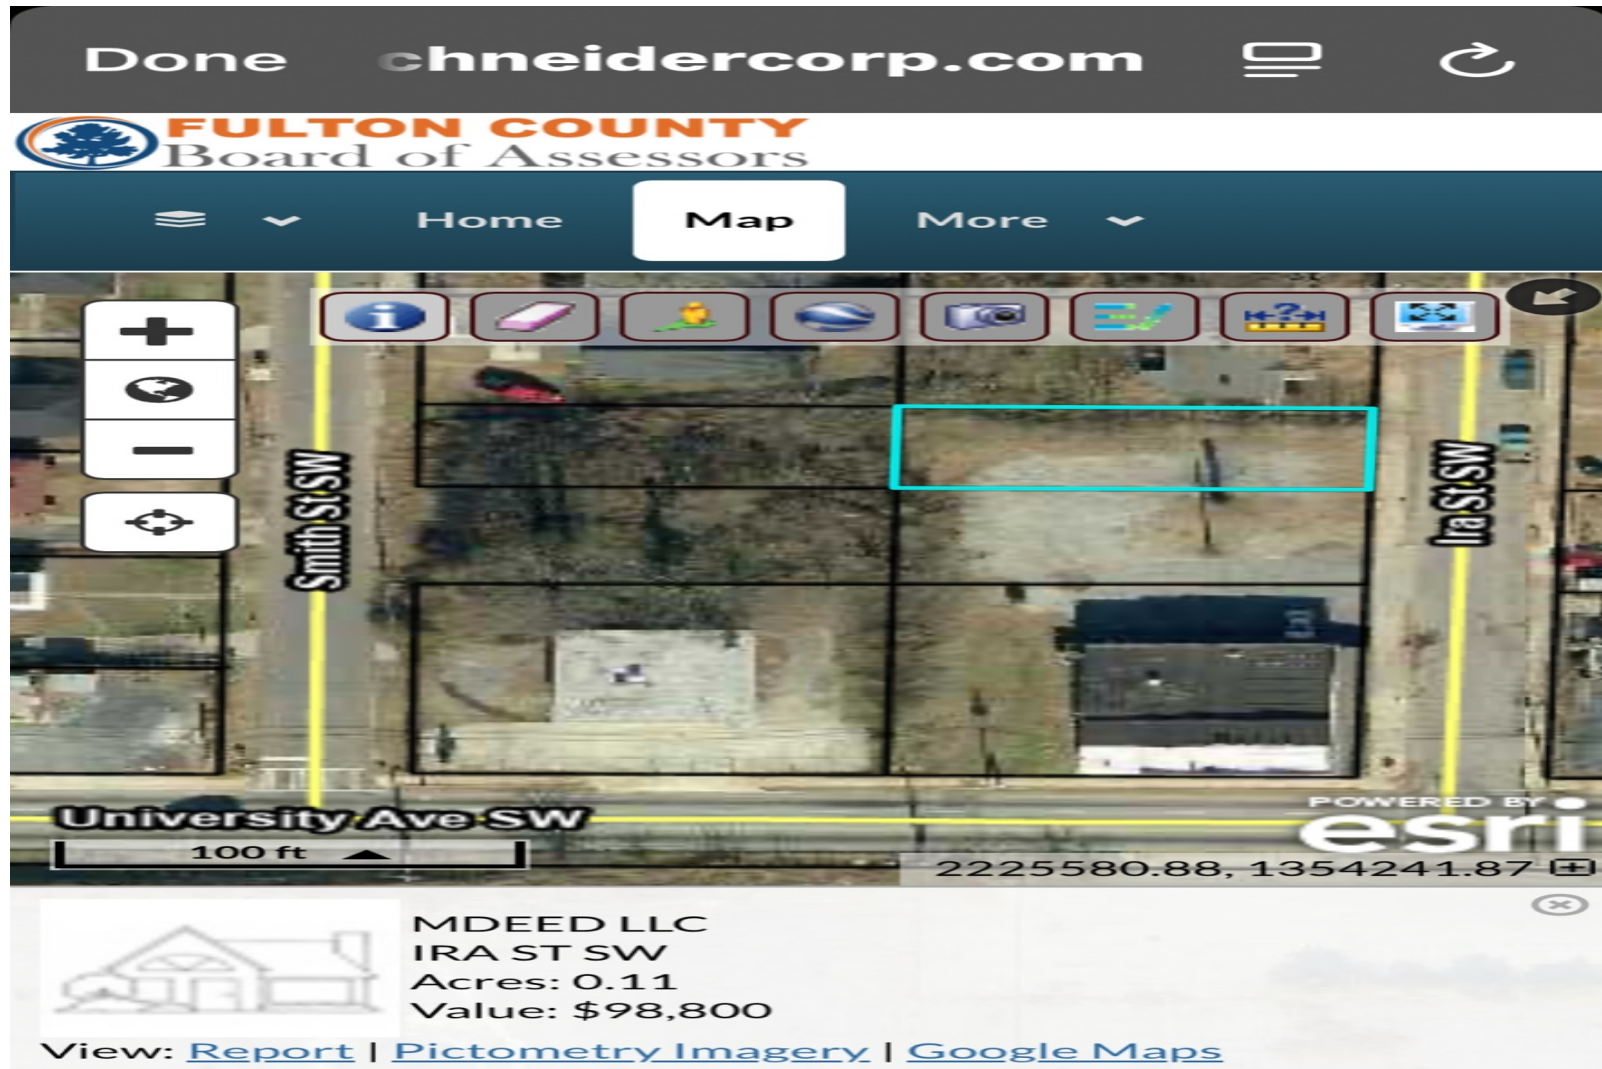 Done chneidercorp.com
FULTON COUNTY
Board of Assessors
Home Map More
Smith St SW
Ira St SW
University Ave SW
POWERED BY
esri
100 ft
2225580.88, 1354241.87
MDEED LLC
IRA ST SW
Acres: 0.11
Value: $98,800
View: Report | Pictometry Imagery | Google Maps